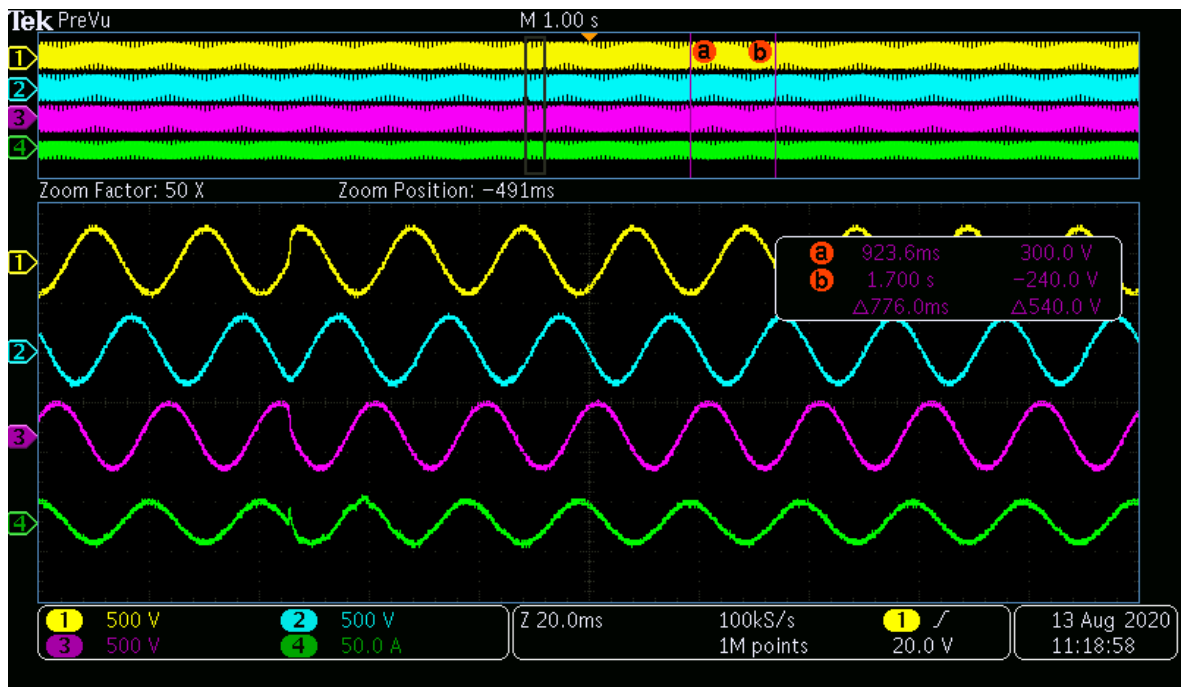 Tek PreVu M 1.00 s
1
a b
2
3
4
Zoom Factor: 50 X Zoom Position: −491ms
1
a 923.6ms 300.0 V
b 1.700 s −240.0 V
△776.0ms △540.0 V
2
3
4
1 500 V 2 500 V Z 20.0ms 100kS/s 1 13 Aug 2020
3 500 V 4 50.0 A 1M points 20.0 V 11:18:58